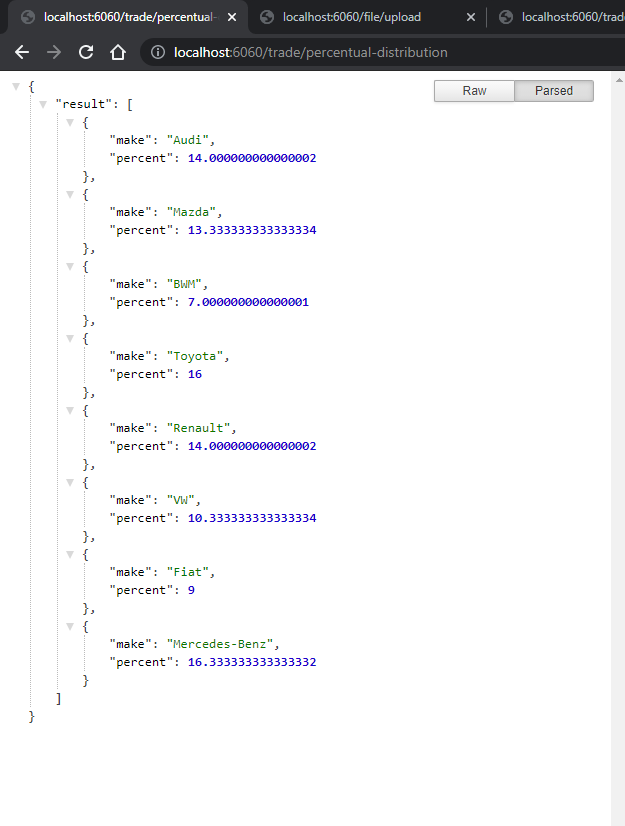 localhost:6060/trade/percentual-
localhost:6060/file/upload
localhost:6060/trad
localhost:6060/trade/percentual-distribution
Raw
Parsed
{
"result": [
{
"make": "Audi",
"percent": 14.000000000000002
},
{
"make": "Mazda",
"percent": 13.333333333333334
},
{
"make": "BWM",
"percent": 7.000000000000001
},
{
"make": "Toyota",
"percent": 16
},
{
"make": "Renault",
"percent": 14.000000000000002
},
{
"make": "VW",
"percent": 10.333333333333334
},
{
"make": "Fiat",
"percent": 9
},
{
"make": "Mercedes-Benz",
"percent": 16.333333333333332
}
]
}